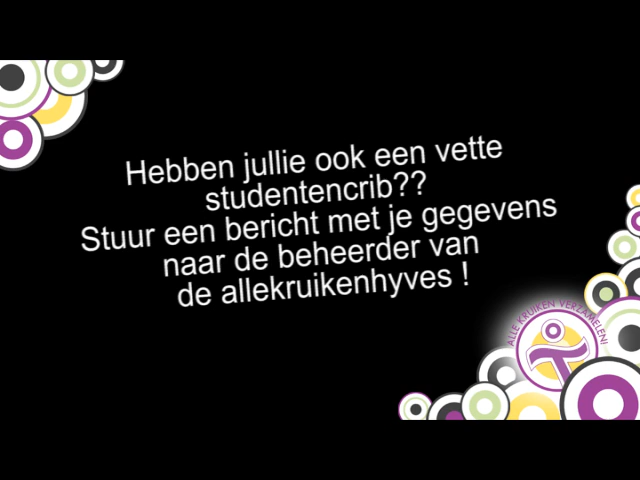 Hebben jullie ook een vette
studentencrib??
Stuur een bericht met je gegevens
naar de beheerder van
de allekruikenhyves !
ALLE KRUIKEN VERZAMELEN!